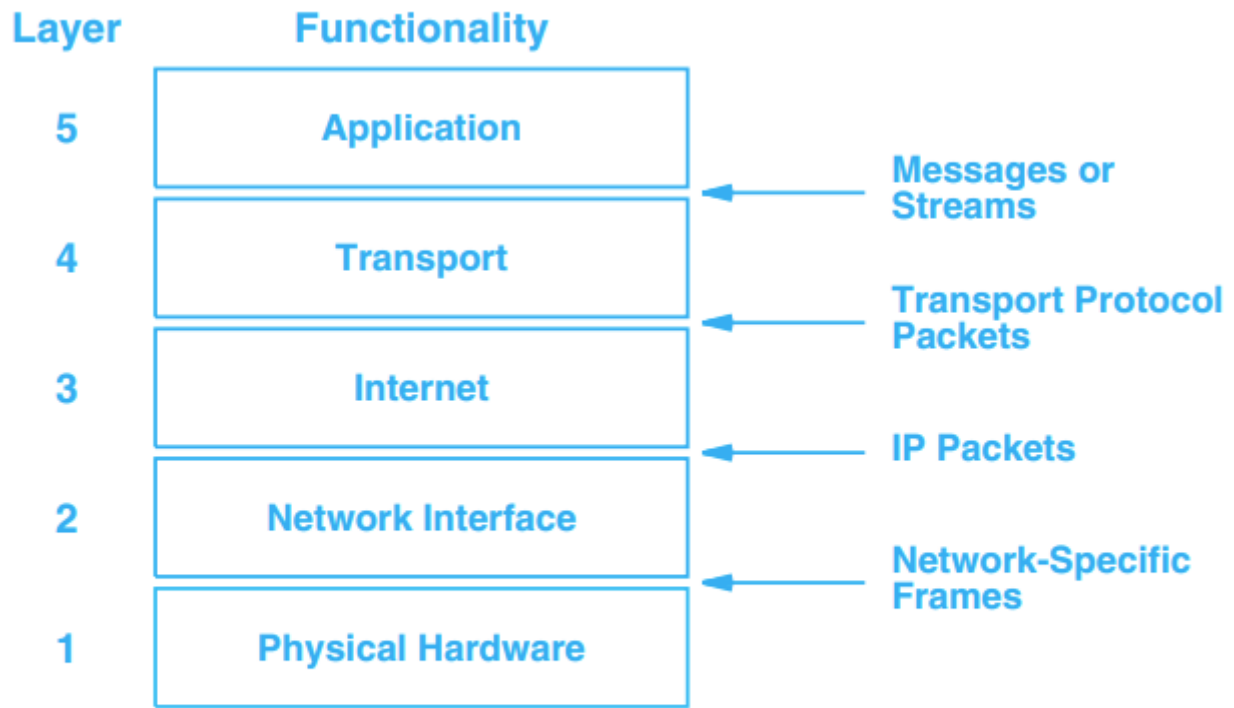 Layer Functionality
5 Application
Messages or
Streams
4 Transport
Transport Protocol
Packets
3 Internet
IP Packets
2 Network Interface
Network-Specific
Frames
1 Physical Hardware